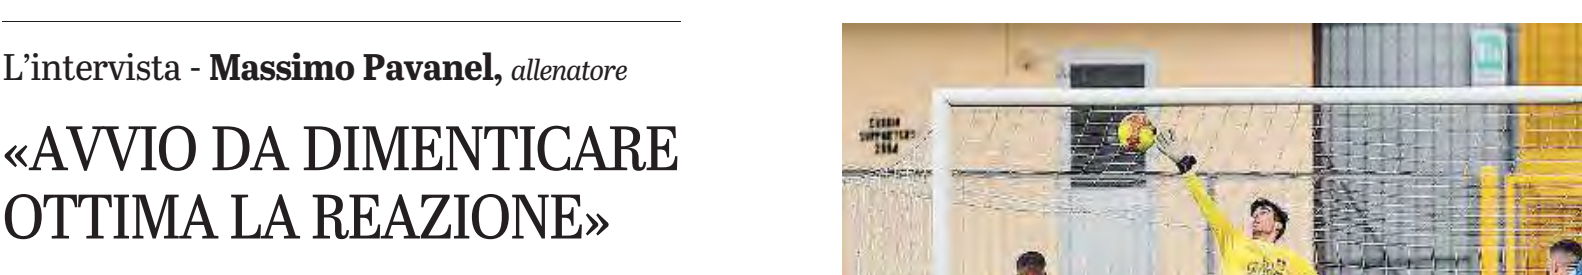 L'intervista - Massimo Pavanel, allenatore
«AVVIO DA DIMENTICARE
OTTIMA LA REAZIONE»